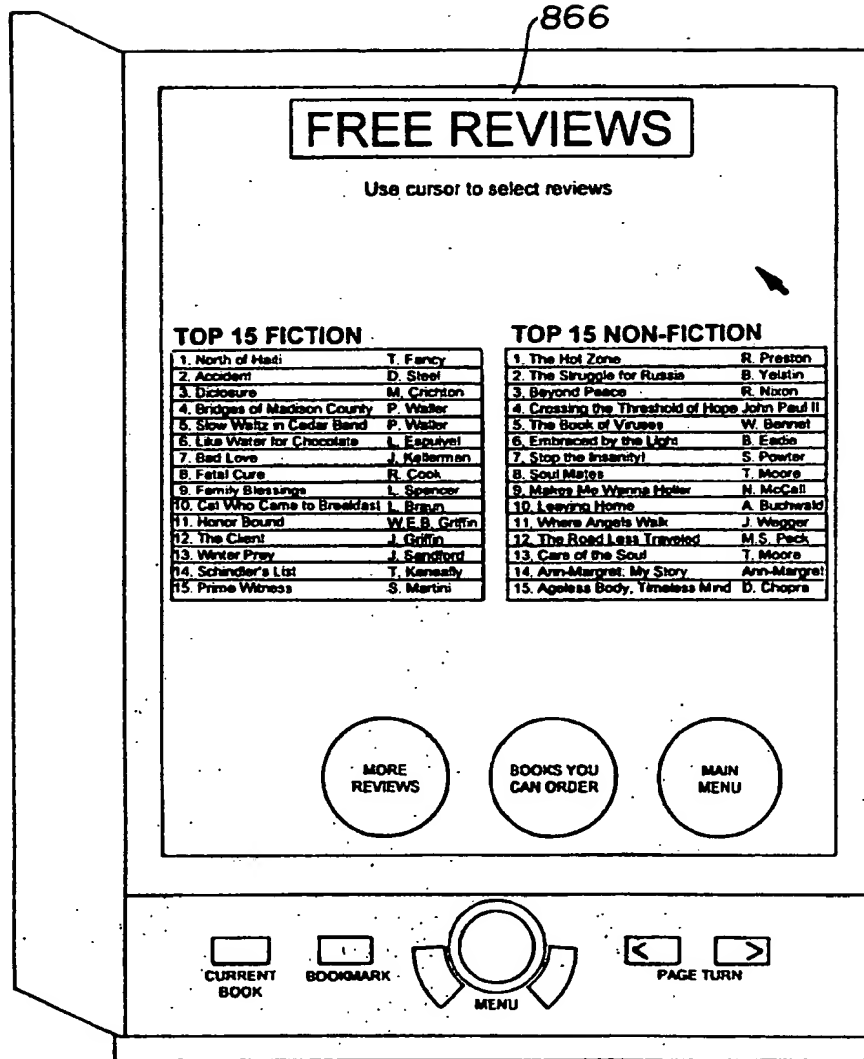 866
FREE REVIEWS
Use cursor to select reviews
TOP 15 FICTION
1. North of Haiti T. Fancy
2. Accident D. Steel
3. Diclosure M. Crichton
4. Bridges of Madison County P. Waller
5. Slow Waltz in Cedar Bend P. Waller
6. Like Water for Chocolate L. Esquivel
7. Bad Love J. Kellerman
8. Fatal Cure R. Cook
9. Family Blessings L. Spencer
10. Cat Who Came to Breakfast L. Braun
11. Honor Bound W.E.B. Griffin
12. The Client J. Griffin
13. Winter Prey J. Sandford
14. Schindler's List T. Keneally
15. Prime Witness S. Martini
TOP 15 NON-FICTION
1. The Hot Zone R. Preston
2. The Struggle for Russia B. Yelstin
3. Beyond Peace R. Nixon
4. Crossing the Threshold of Hope John Paul II
5. The Book of Viruses W. Bennet
6. Embraced by the Light B. Eadie
7. Stop the Insanity! S. Powter
8. Soul Mates T. Moore
9. Makes Me Wanna Holler N. McCall
10. Leaving Home A. Buchwald
11. Where Angels Walk J. Wegger
12. The Road Less Traveled M.S. Peck
13. Care of the Soul T. Moore
14. Ann-Margret: My Story Ann-Margret
15. Ageless Body, Timeless Mind D. Chopra
MORE
REVIEWS
BOOKS YOU
CAN ORDER
MAIN
MENU
CURRENT
BOOK
BOOKMARK
MENU
< >
PAGE TURN